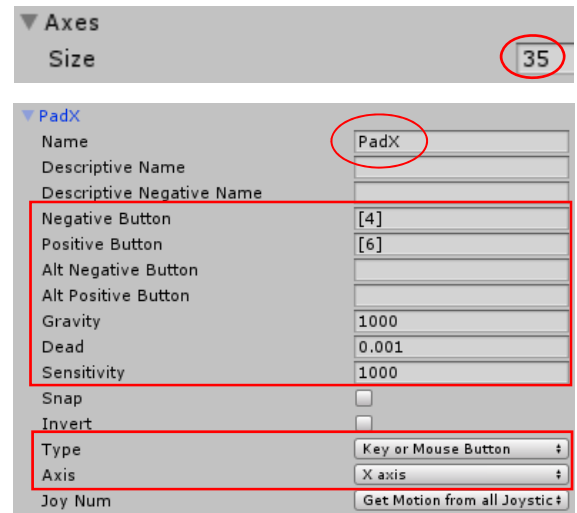 Axes
Size 35
PadX
Name PadX
Descriptive Name
Descriptive Negative Name
Negative Button [4]
Positive Button [6]
Alt Negative Button
Alt Positive Button
Gravity 1000
Dead 0.001
Sensitivity 1000
Snap
Invert
Type Key or Mouse Button
Axis X axis
Joy Num Get Motion from all Joystic